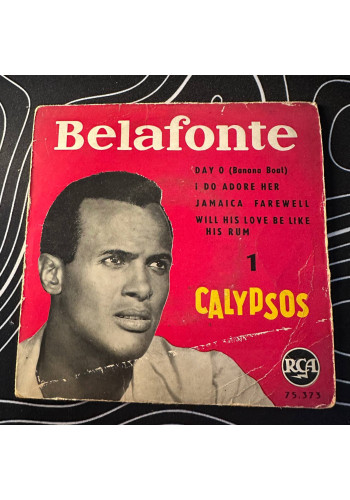 Belafonte
DAY O (Banana Boat)
I DO ADORE HER
JAMAICA FAREWELL
WILL HIS LOVE BE LIKE
HIS RUM
1
CALYPSOS
RCA
75.373